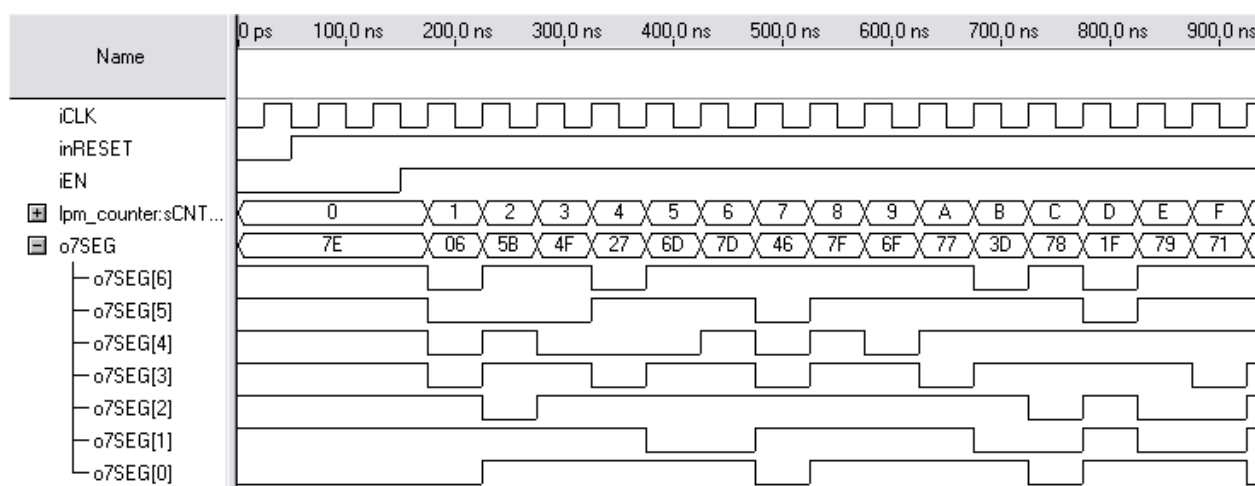 Name 0 ps 100,0 ns 200,0 ns 300,0 ns 400,0 ns 500,0 ns 600,0 ns 700,0 ns 800,0 ns 900,0 ns
iCLK
inRESET
iEN
lpm_counter:sCNT... 0 1 2 3 4 5 6 7 8 9 A B C D E F
o7SEG 7E 06 5B 4F 27 6D 7D 46 7F 6F 77 3D 78 1F 79 71
o7SEG[6]
o7SEG[5]
o7SEG[4]
o7SEG[3]
o7SEG[2]
o7SEG[1]
o7SEG[0]